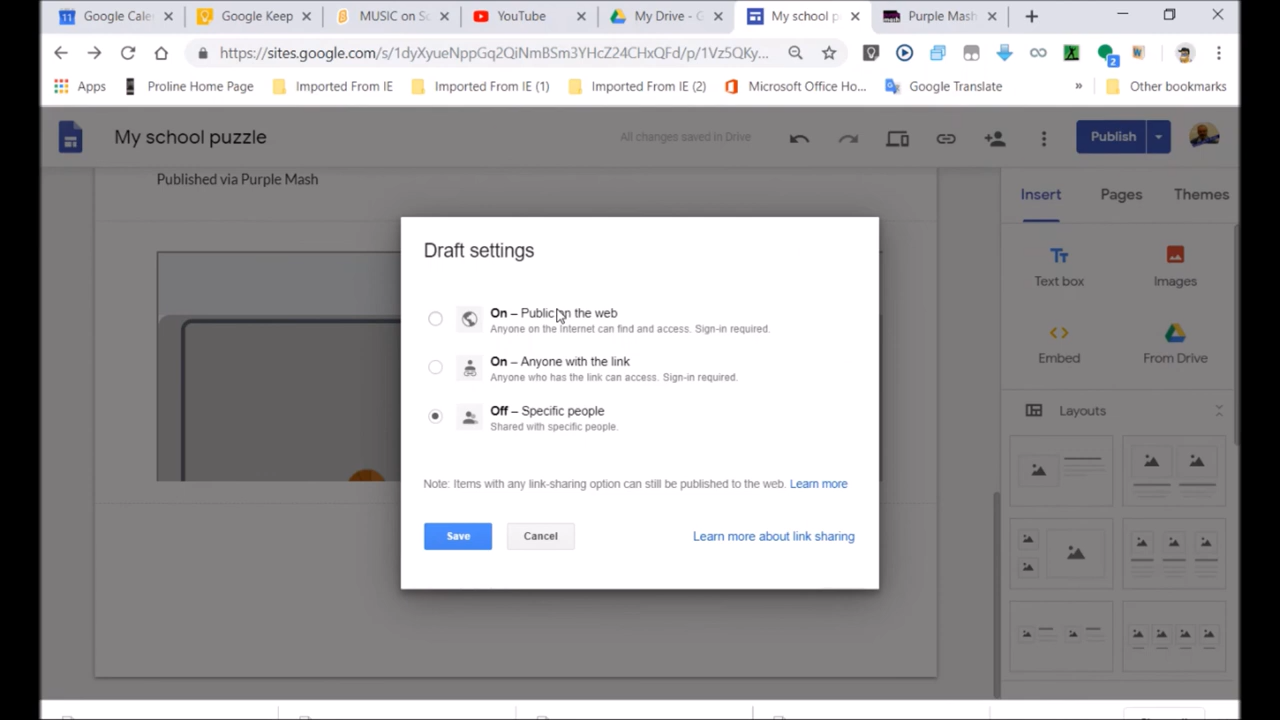 Google Cale
Google Keep
MUSIC on S
YouTube
My Drive - G
My school p
Purple Mash
https://sites.google.com/s/1dyXyueNppGq2QiNmBSm3YHcZ24CHxQFd/p/1Vz5QKy...
2
Apps
Proline Home Page
Imported From IE
Imported From IE (1)
Imported From IE (2)
Microsoft Office Ho...
Google Translate
»
Other bookmarks
My school puzzle
All changes saved in Drive
Publish
Published via Purple Mash
Insert
Pages
Themes
Text box
Images
Embed
From Drive
Layouts
Draft settings
On – Public on the web
Anyone on the Internet can find and access. Sign-in required.
On – Anyone with the link
Anyone who has the link can access. Sign-in required.
Off – Specific people
Shared with specific people.
Note: Items with any link-sharing option can still be published to the web. Learn more
Save
Cancel
Learn more about link sharing